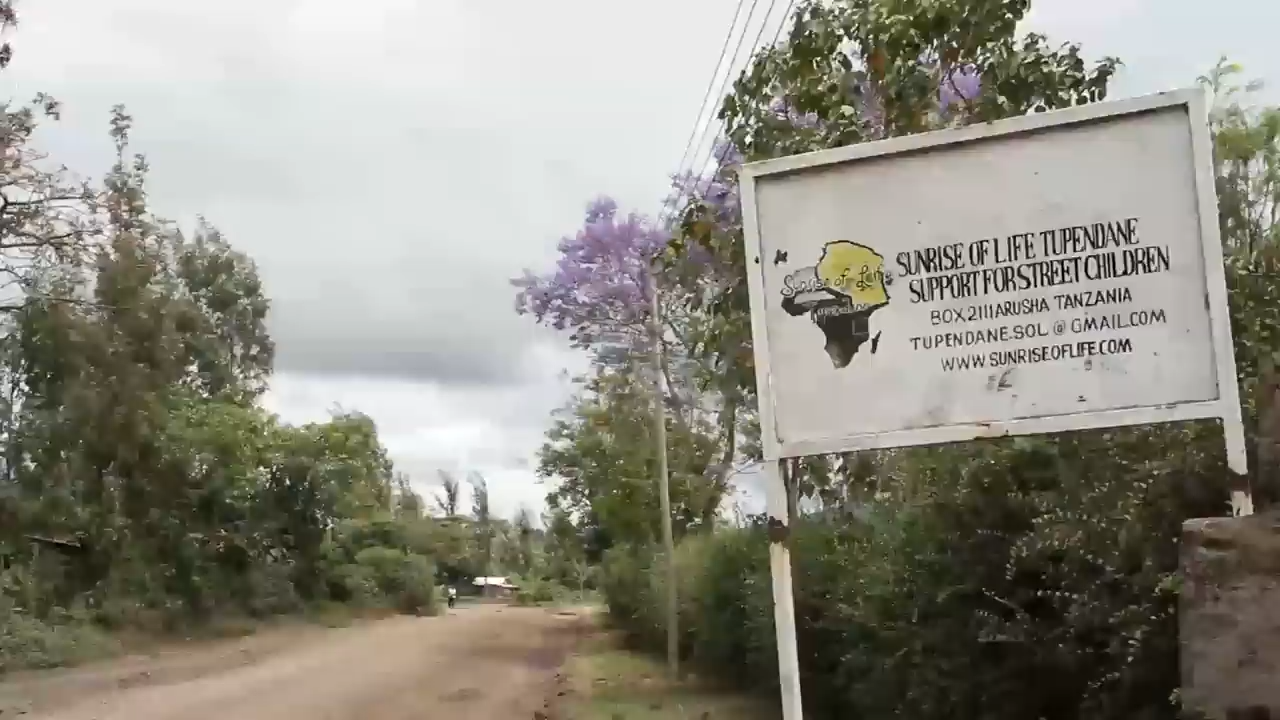 Sunrise of Life
SUNRISE OF LIFE TUPENDANE
SUPPORT FOR STREET CHILDREN
BOX 2111 ARUSHA TANZANIA
TUPENDANE.SOL @ GMAIL.COM
WWW.SUNRISEOFLIFE.COM